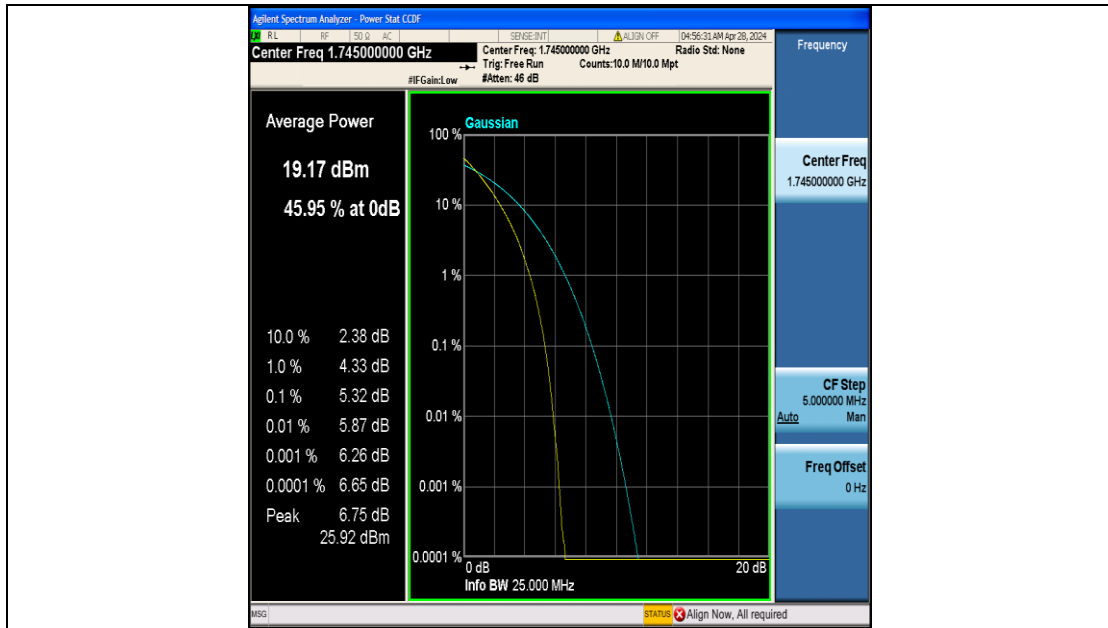 Agilent Spectrum Analyzer - Power Stat CCDF
RL RF 50 Ω AC SENSE:INT ALIGN OFF 04:56:31 AM Apr 28, 2024
Center Freq 1.745000000 GHz
Center Freq: 1.745000000 GHz Radio Std: None
Trig: Free Run Counts:10.0 M/10.0 Mpt
#IFGain:Low #Atten: 46 dB
Average Power
19.17 dBm
45.95 % at 0dB
10.0 % 2.38 dB
1.0 % 4.33 dB
0.1 % 5.32 dB
0.01 % 5.87 dB
0.001 % 6.26 dB
0.0001 % 6.65 dB
Peak 6.75 dB
25.92 dBm
Gaussian
100 %
10 %
1 %
0.1 %
0.01 %
0.001 %
0.0001 %
0 dB 20 dB
Info BW 25.000 MHz
Frequency
Center Freq
1.745000000 GHz
CF Step
5.000000 MHz
Auto Man
Freq Offset
0 Hz
MSG STATUS Align Now, All required